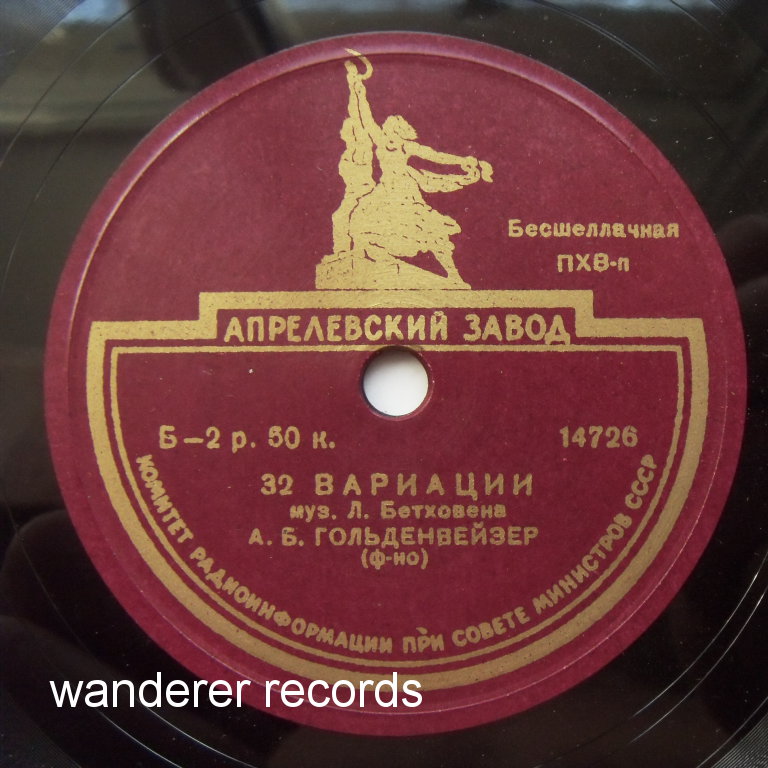 Бесшеллачная
ПХВ-п
АПРЕЛЕВСКИЙ ЗАВОД
Б-2 р. 50 к.
14726
32 ВАРИАЦИИ
муз. Л. Бетховена
А. Б. ГОЛЬДЕНВЕЙЗЕР
(ф-но)
КОМИТЕТ РАДИОИНФОРМАЦИИ ПРИ СОВЕТЕ МИНИСТРОВ СССР
wanderer records